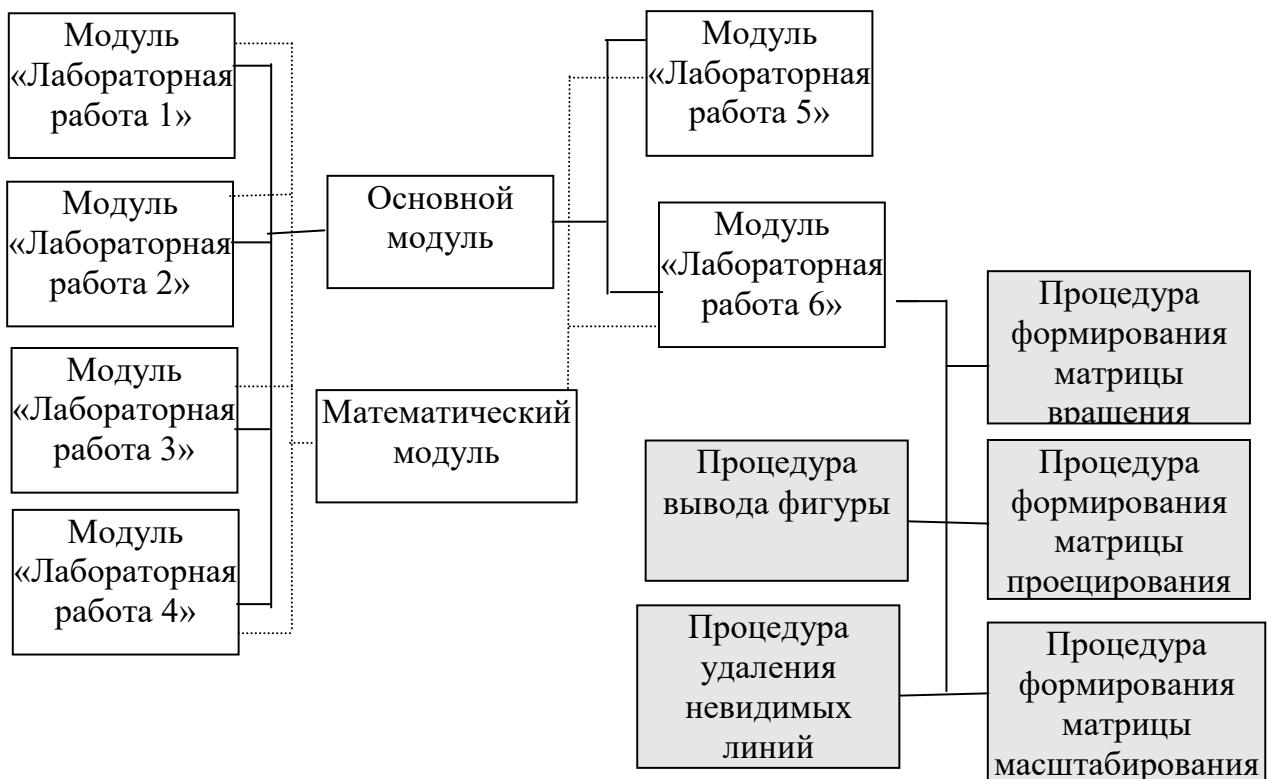 Модуль
«Лабораторная
работа 1»
Модуль
«Лабораторная
работа 2»
Модуль
«Лабораторная
работа 3»
Модуль
«Лабораторная
работа 4»
Основной
модуль
Математический
модуль
Модуль
«Лабораторная
работа 5»
Модуль
«Лабораторная
работа 6»
Процедура
вывода фигуры
Процедура
удаления
невидимых
линий
Процедура
формирования
матрицы
вращения
Процедура
формирования
матрицы
проецирования
Процедура
формирования
матрицы
масштабирования